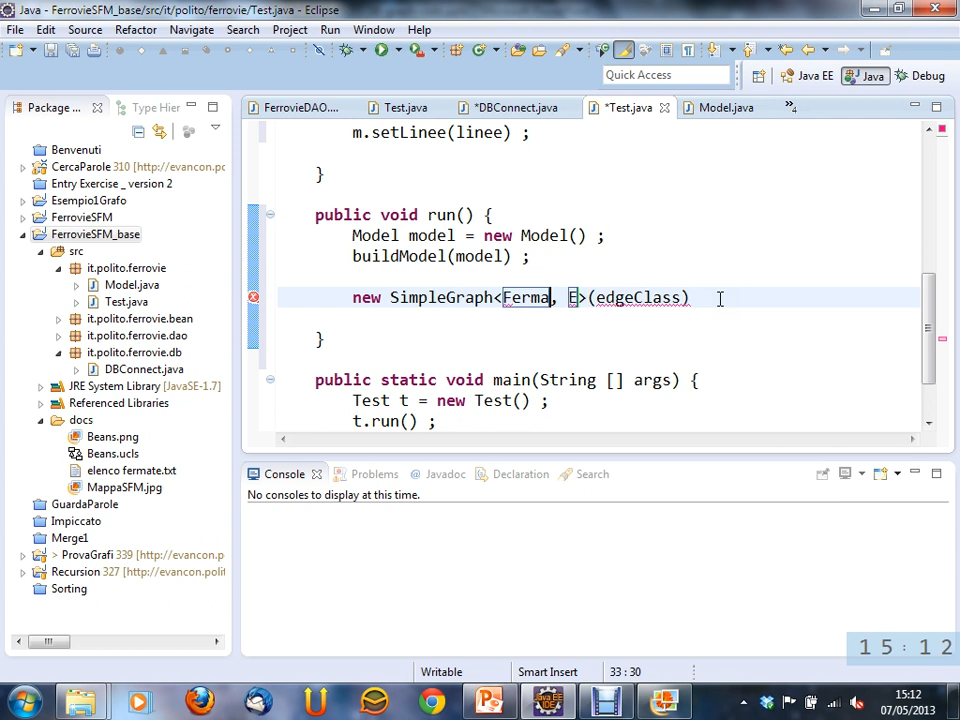 Java - FerrovieSFM_base/src/it/polito/ferrovie/Test.java - Eclipse
File Edit Source Refactor Navigate Search Project Run Window Help
Quick Access Java EE Java Debug
Package ... Type Hier
FerrovieDAO.... Test.java *DBConnect.java *Test.java Model.java »4
Benvenuti
CercaParole 310 [http://evancon.pc
Entry Exercise _ version 2
Esempio1Grafo
FerrovieSFM
FerrovieSFM_base
src
it.polito.ferrovie
Model.java
Test.java
it.polito.ferrovie.bean
it.polito.ferrovie.dao
it.polito.ferrovie.db
DBConnect.java
JRE System Library [JavaSE-1.7]
Referenced Libraries
docs
Beans.png
Beans.ucls
elenco fermate.txt
MappaSFM.jpg
GuardaParole
Impiccato
Merge1
> ProvaGrafi 339 [http://evancon.po
Recursion 327 [http://evancon.polit
Sorting
m.setLinee(linee) ;
}
public void run() {
Model model = new Model() ;
buildModel(model) ;
new SimpleGraph<Ferma, E>(edgeClass)
}
public static void main(String [] args) {
Test t = new Test() ;
t.run() ;
Console Problems @ Javadoc Declaration Search
No consoles to display at this time.
Writable Smart Insert 33 : 30
15:12
15:12
07/05/2013